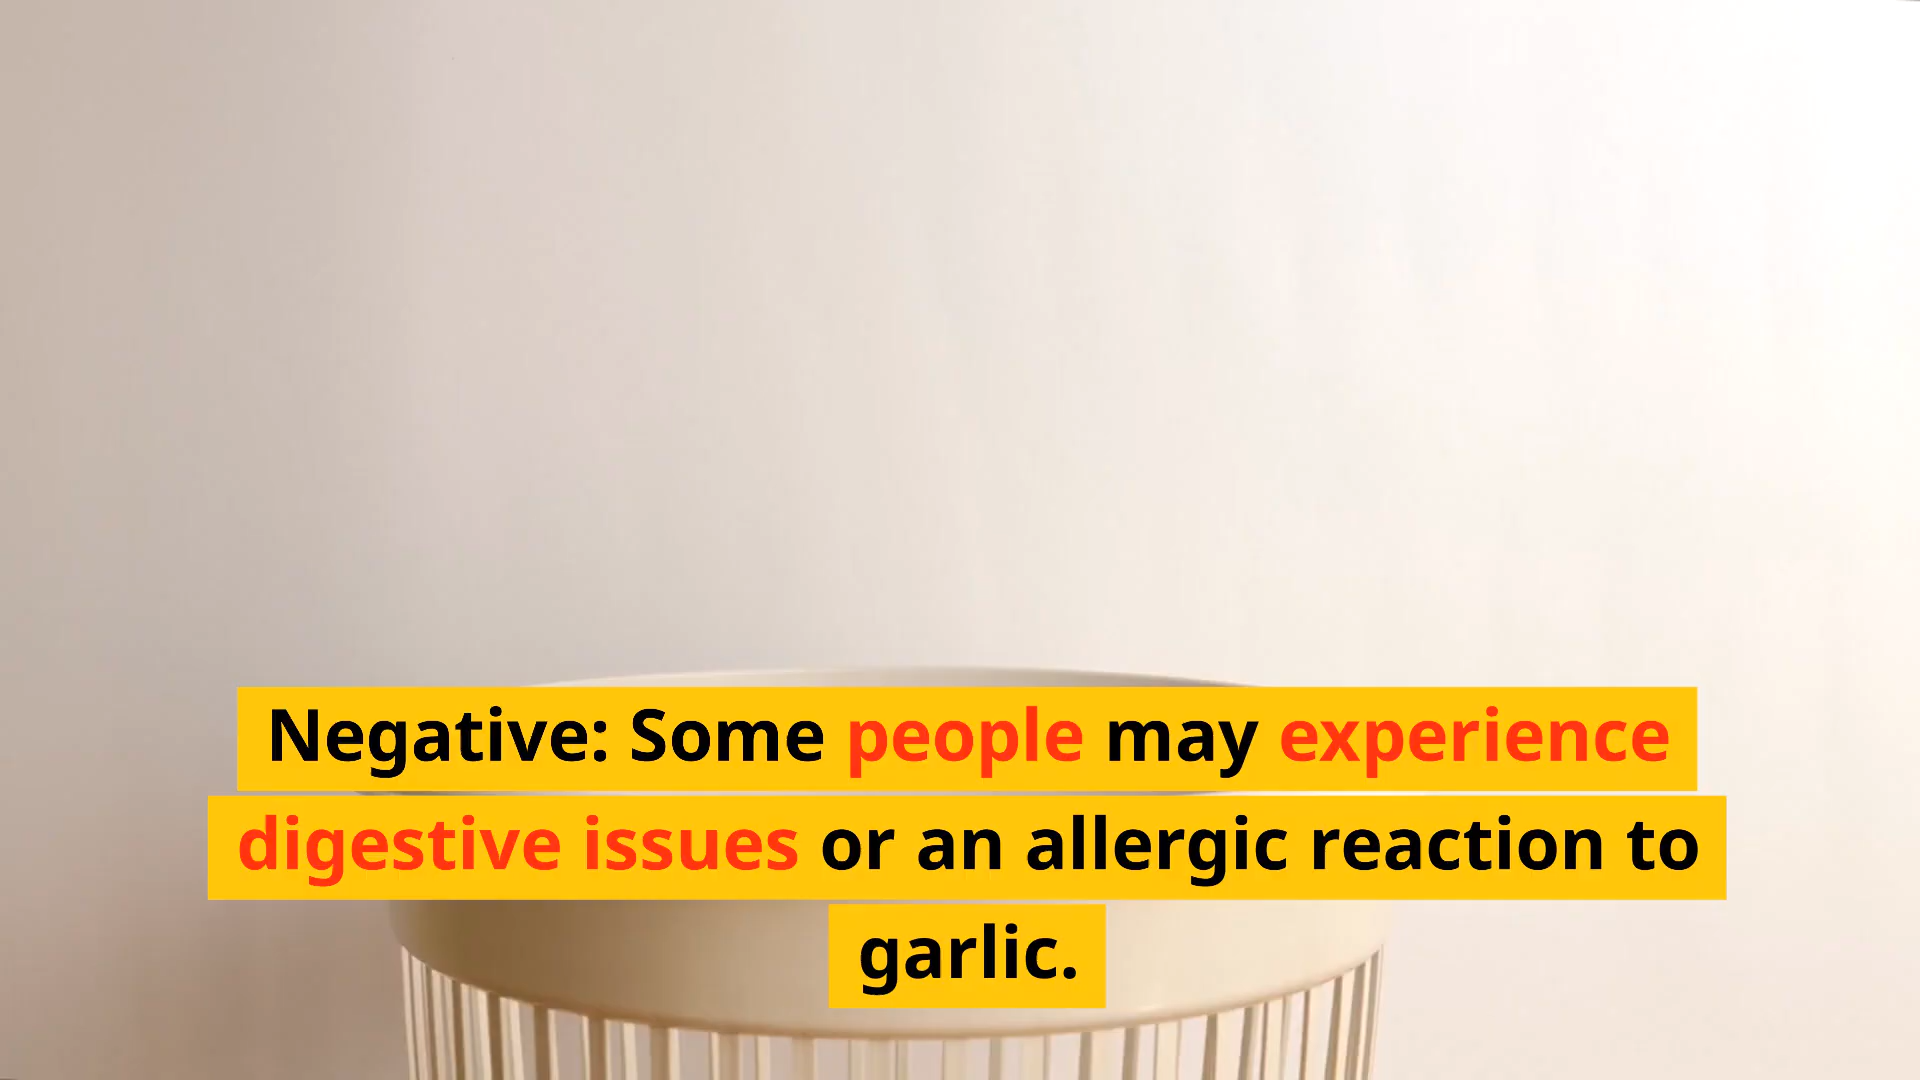 Negative: Some people may experience
digestive issues or an allergic reaction to
garlic.